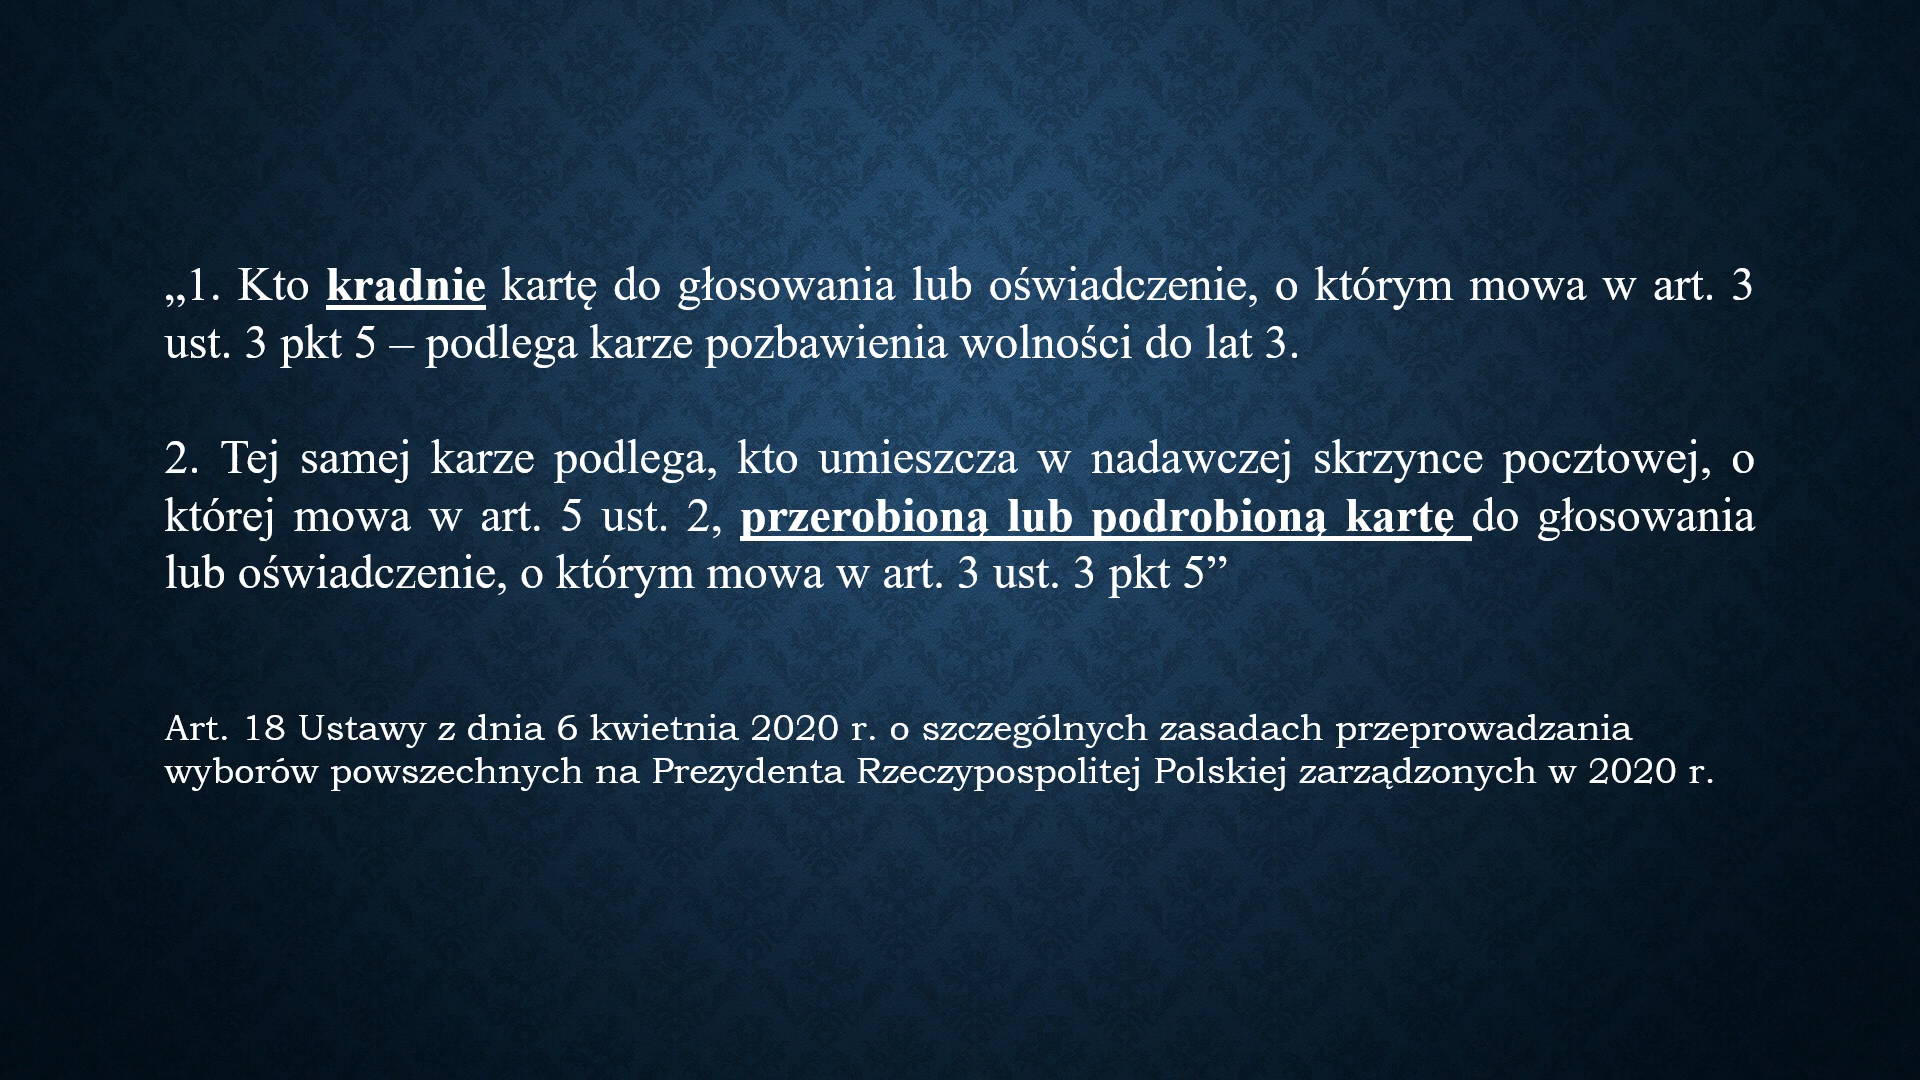 „1. Kto kradnie kartę do głosowania lub oświadczenie, o którym mowa w art. 3
ust. 3 pkt 5 – podlega karze pozbawienia wolności do lat 3.
2. Tej samej karze podlega, kto umieszcza w nadawczej skrzynce pocztowej, o
której mowa w art. 5 ust. 2, przerobioną lub podrobioną kartę do głosowania
lub oświadczenie, o którym mowa w art. 3 ust. 3 pkt 5”
Art. 18 Ustawy z dnia 6 kwietnia 2020 r. o szczególnych zasadach przeprowadzania
wyborów powszechnych na Prezydenta Rzeczypospolitej Polskiej zarządzonych w 2020 r.